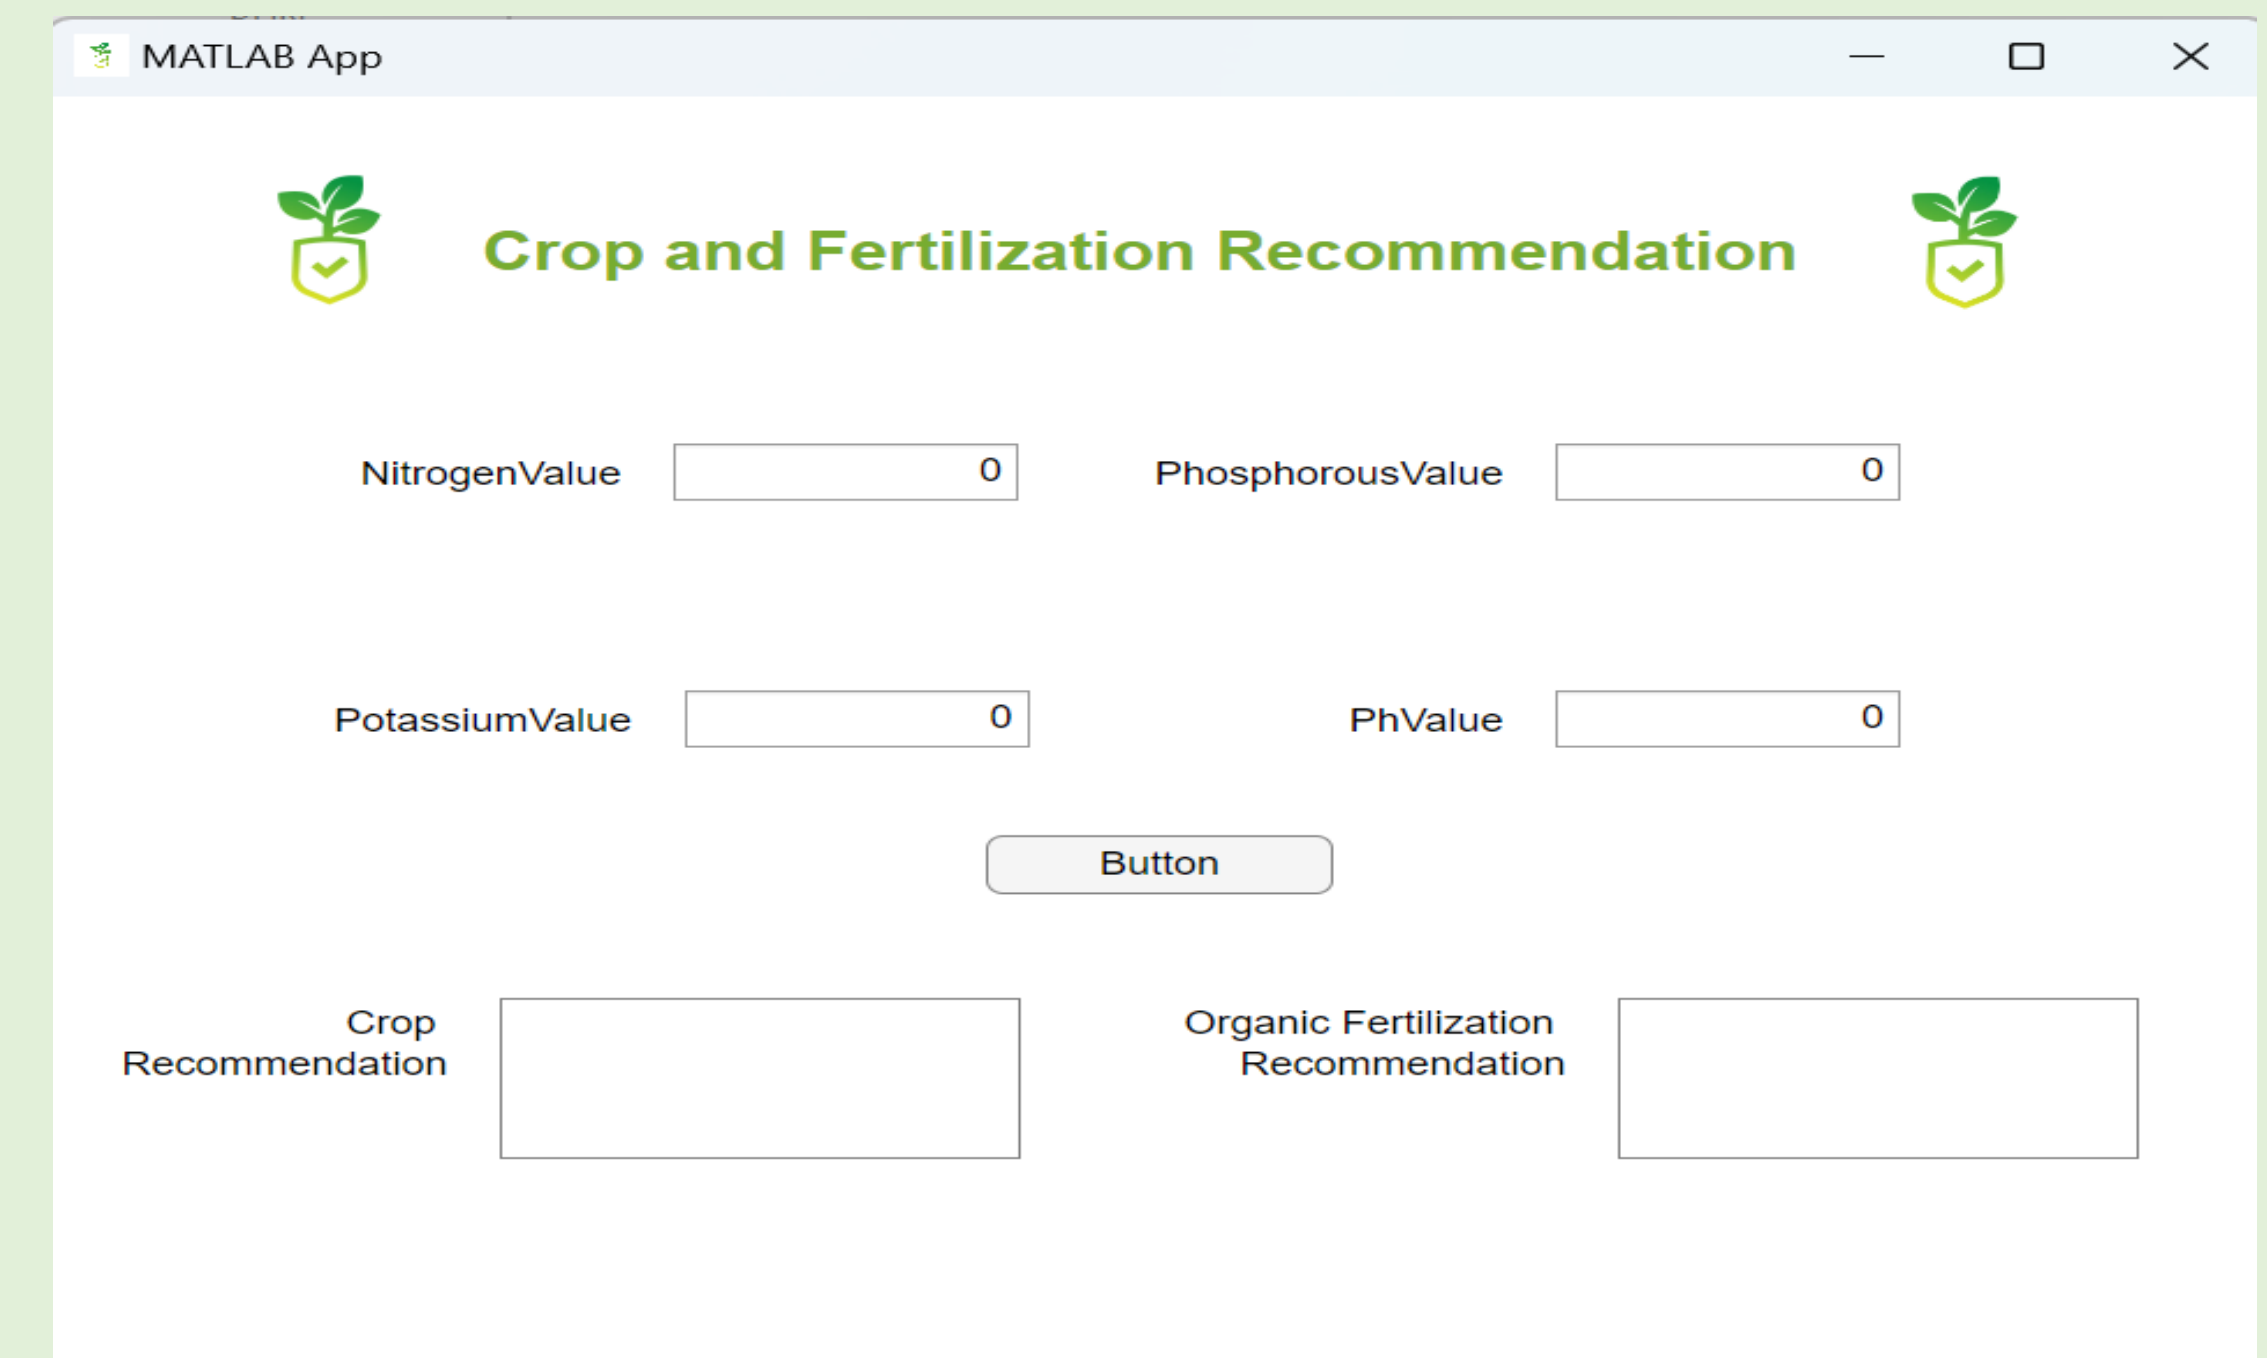 MATLAB App
Crop and Fertilization Recommendation
NitrogenValue 0 PhosphorousValue 0
PotassiumValue 0 PhValue 0
Button
Crop Organic Fertilization
Recommendation Recommendation